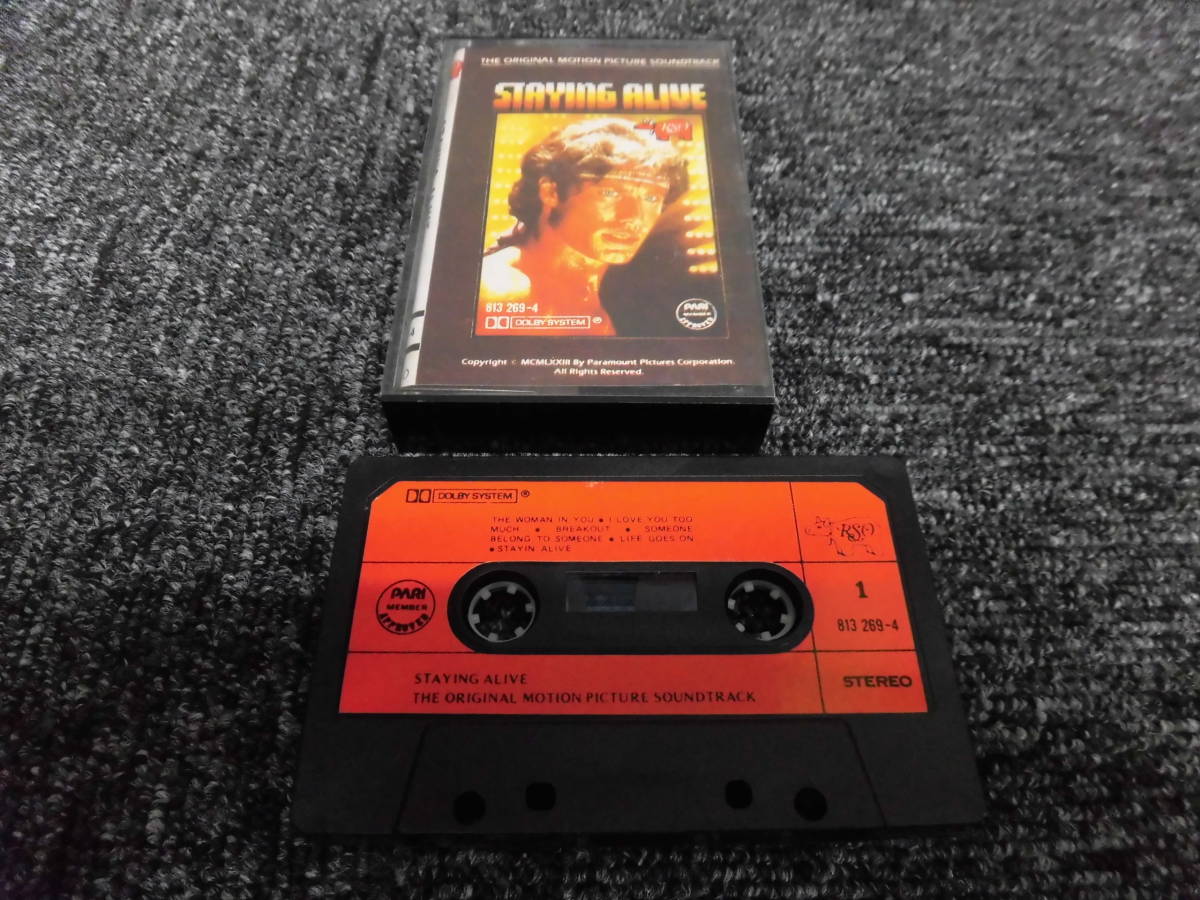 THE ORIGINAL MOTION PICTURE SOUNDTRACK
STAYING ALIVE
RSO
813 269-4
DOLBY SYSTEM ®
PARI
APPROVED
Copyright © MCMLXXIII By Paramount Pictures Corporation.
All Rights Reserved.
DOLBY SYSTEM ®
THE WOMAN IN YOU • I LOVE YOU TOO
MUCH • BREAKOUT • SOMEONE
BELONG TO SOMEONE • LIFE GOES ON
• STAYIN ALIVE
RSO
PARI
MEMBER
APPROVED
1
813 269-4
STAYING ALIVE
THE ORIGINAL MOTION PICTURE SOUNDTRACK
STEREO